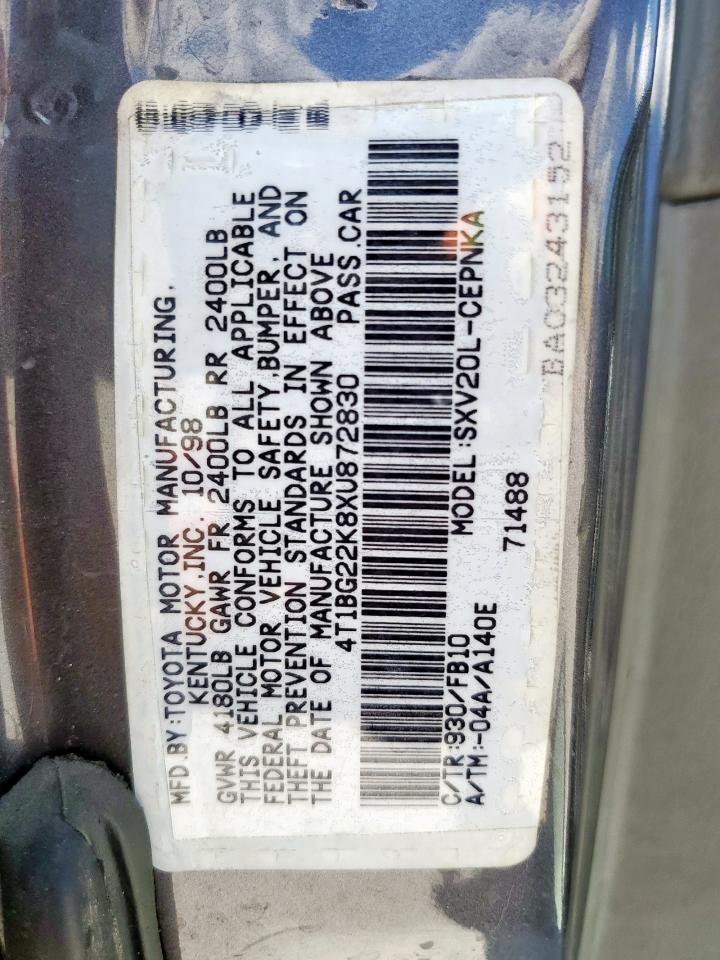 MFD.BY:TOYOTA MOTOR MANUFACTURING,
KENTUCKY,INC. 10/98
GVWR 4180LB GAWR FR 2400LB RR 2400LB
THIS VEHICLE CONFORMS TO ALL APPLICABLE
FEDERAL MOTOR VEHICLE SAFETY,BUMPER, AND
THEFT PREVENTION STANDARDS IN EFFECT ON
THE DATE OF MANUFACTURE SHOWN ABOVE
4T1BG22K8XU872830 PASS.CAR
C/TR:930/FB10 MODEL:SXV20L-CEPNKA
A/TM:-04A/A140E 71488
BA03243152